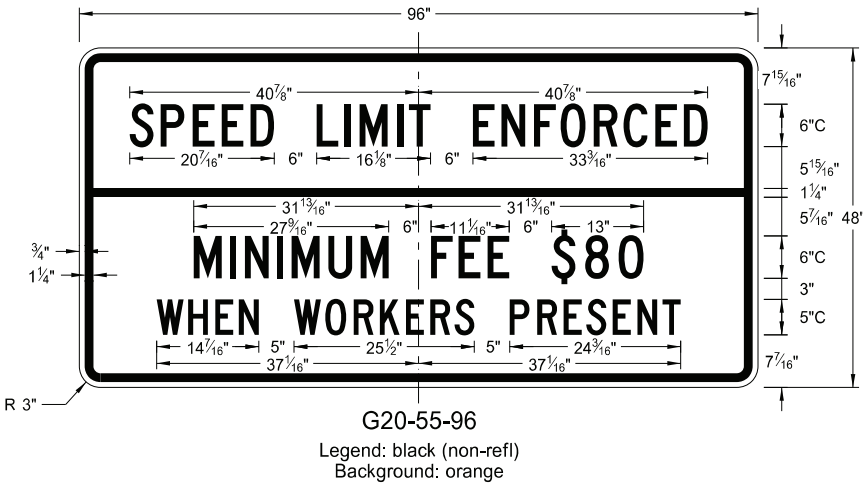 96"
40⅞" 40⅞" 7 15/16"
SPEED LIMIT ENFORCED 6"C
20 7/16" 6" 16⅛" 6" 33 3/16" 5 15/16"
1¼"
31 13/16" 31 13/16" 5 7/16" 48"
27 9/16" 6" 11 1/16" 6" 13"
¾" MINIMUM FEE $80 6"C
1¼" 3"
WHEN WORKERS PRESENT 5"C
14 7/16" 5" 25½" 5" 24 3/16" 7 7/16"
37 1/16" 37 1/16"
R 3"
G20-55-96
Legend: black (non-refl)
Background: orange